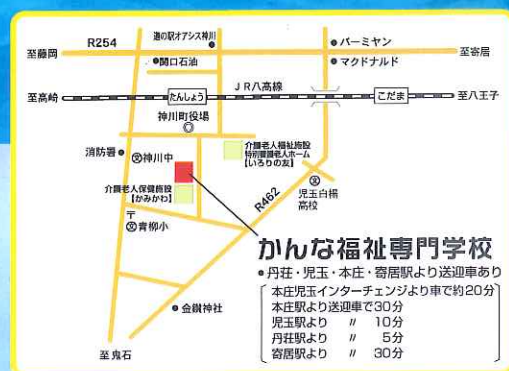 R254
道の駅オアシス神川
関口石油
バーミヤン
マクドナルド
至藤岡
至寄居
JR八高線
至高崎
たんしょう
こだま
至八王子
神川町役場
消防署
文神川中
介護老人福祉施設
特別養護老人ホーム
【いろりの友】
介護老人保健施設
【かみかわ】
文
児玉白楊
高校
R462
〒
文青柳小
金鑚神社
至鬼石
かんな福祉専門学校
●丹荘・児玉・本庄・寄居駅より送迎車あり
本庄児玉インターチェンジより車で約20分
本庄駅より送迎車で30分
児玉駅より 〃 10分
丹荘駅より 〃 5分
寄居駅より 〃 30分